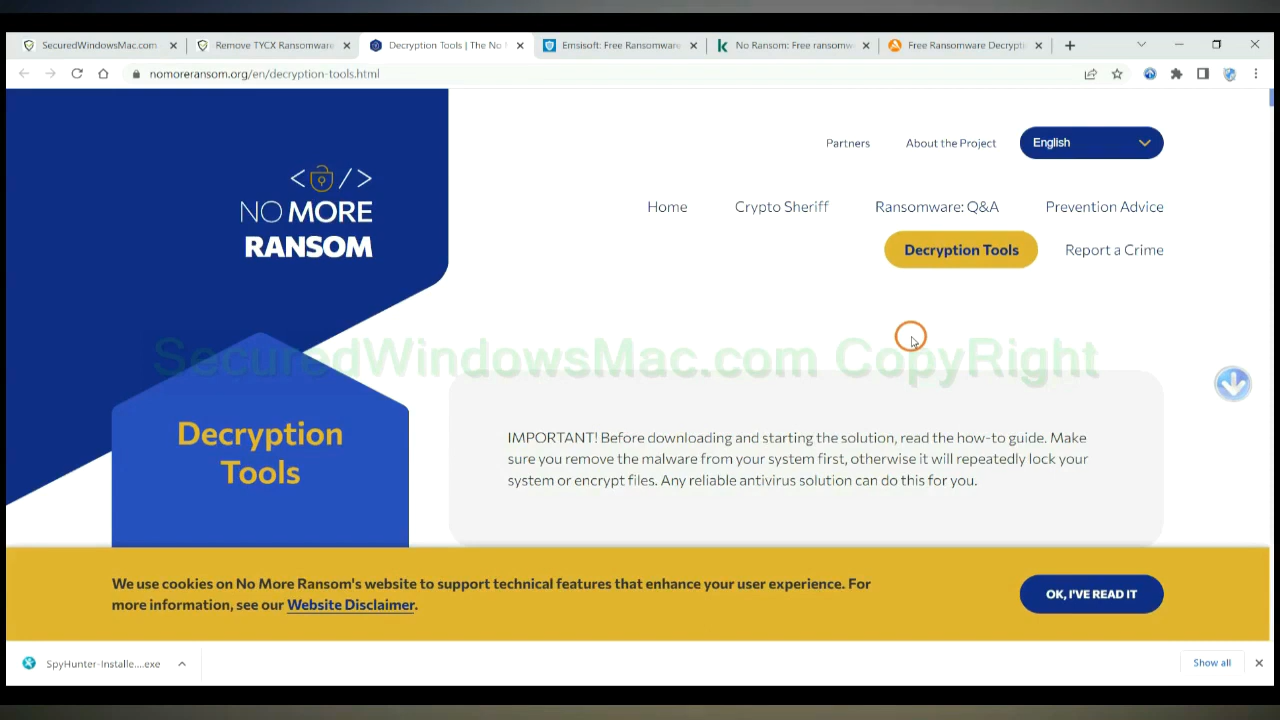 SecuredWindowsMac.com
Remove TYCX Ransomware
Decryption Tools | The No
Emsisoft: Free Ransomware
No Ransom: Free ransomw
Free Ransomware Decrypti
nomoreransom.org/en/decryption-tools.html
Partners
About the Project
English
</>
NO MORE
RANSOM
Home
Crypto Sheriff
Ransomware: Q&A
Prevention Advice
Decryption Tools
Report a Crime
SecuredWindowsMac.com CopyRight
Decryption
Tools
IMPORTANT! Before downloading and starting the solution, read the how-to guide. Make
sure you remove the malware from your system first, otherwise it will repeatedly lock your
system or encrypt files. Any reliable antivirus solution can do this for you.
We use cookies on No More Ransom's website to support technical features that enhance your user experience. For
more information, see our Website Disclaimer.
OK, I'VE READ IT
SpyHunter-Installe....exe
Show all